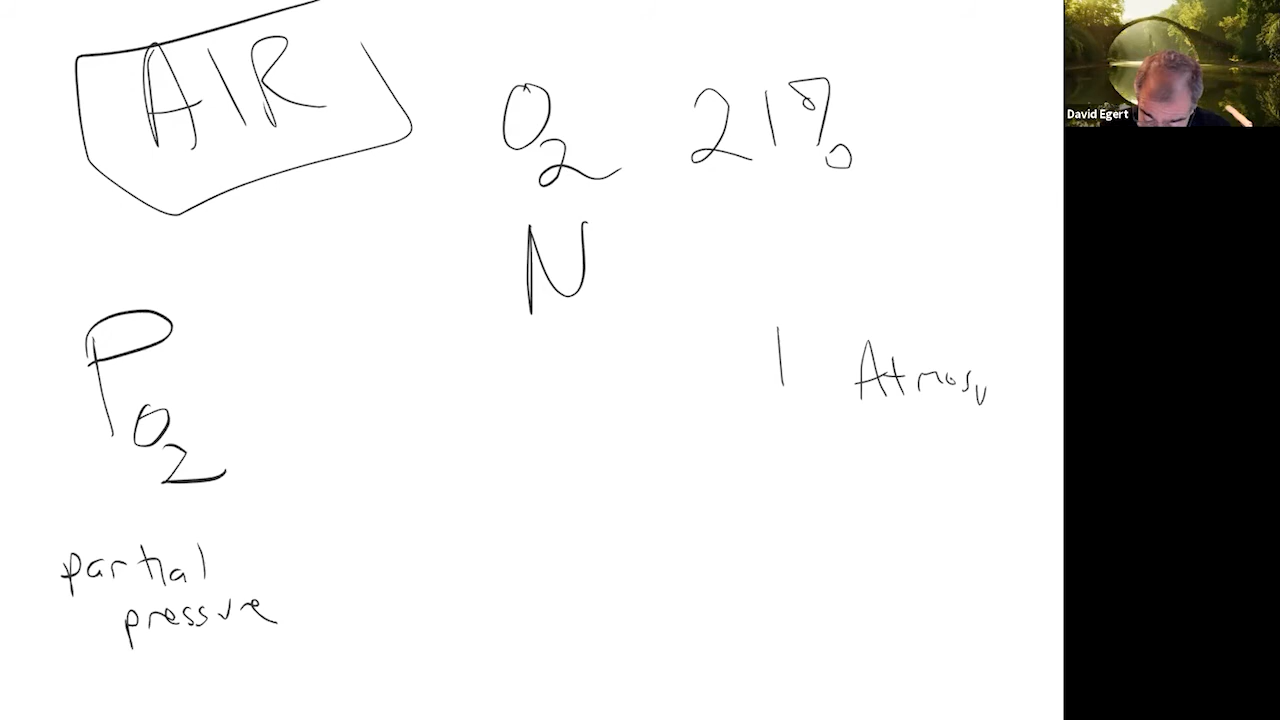 AIR
O2 21%
N
PO2
1 Atmos
partial
pressure
David Egert